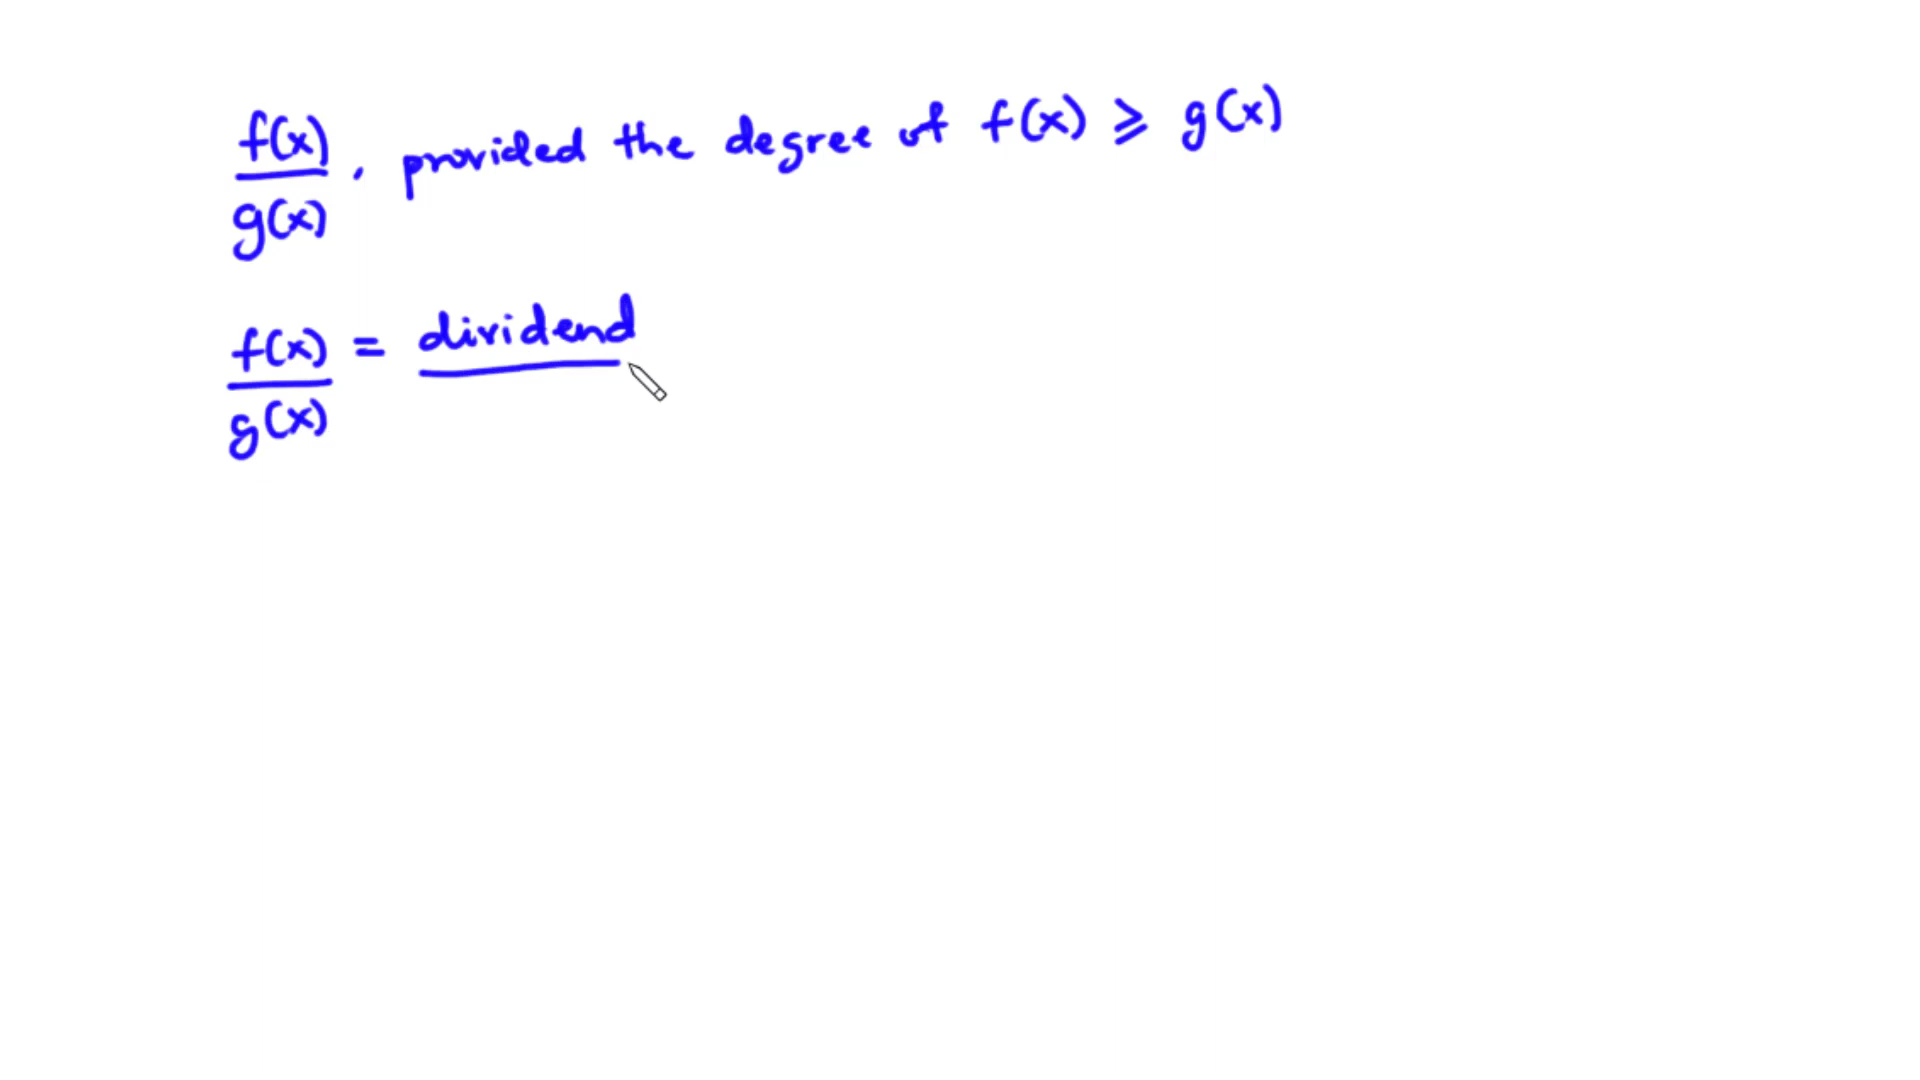 f(x)
g(x) , provided the degree of f(x) ⩾ g(x)
f(x) = dividend
g(x)